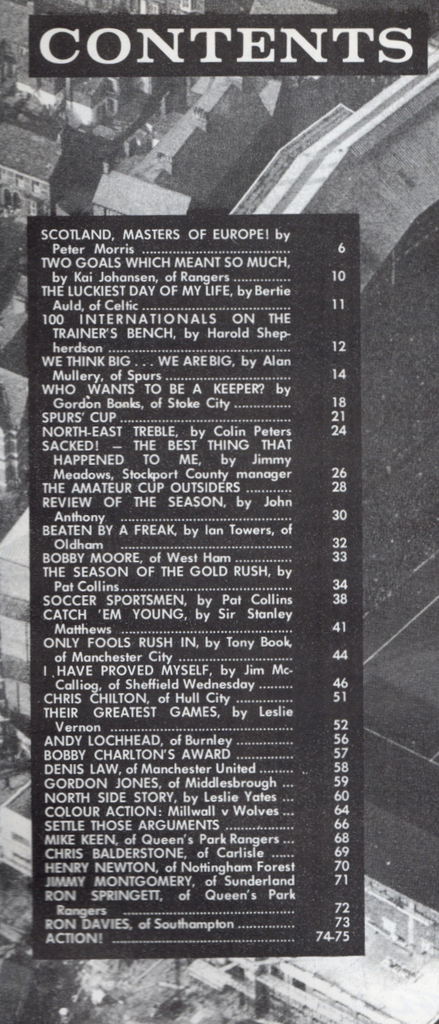 CONTENTS
SCOTLAND, MASTERS OF EUROPE! by
Peter Morris .......... 6
TWO GOALS WHICH MEANT SO MUCH,
by Kai Johansen, of Rangers .......... 10
THE LUCKIEST DAY OF MY LIFE, by Bertie
Auld, of Celtic .......... 11
100 INTERNATIONALS ON THE
TRAINER'S BENCH, by Harold Shep-
herdson .......... 12
WE THINK BIG . . . WE ARE BIG, by Alan
Mullery, of Spurs .......... 14
WHO WANTS TO BE A KEEPER? by
Gordon Banks, of Stoke City .......... 18
SPURS' CUP .......... 21
NORTH-EAST TREBLE, by Colin Peters 24
SACKED! — THE BEST THING THAT
HAPPENED TO ME, by Jimmy
Meadows, Stockport County manager 26
THE AMATEUR CUP OUTSIDERS .......... 28
REVIEW OF THE SEASON, by John
Anthony .......... 30
BEATEN BY A FREAK, by Ian Towers, of
Oldham .......... 32
BOBBY MOORE, of West Ham .......... 33
THE SEASON OF THE GOLD RUSH, by
Pat Collins .......... 34
SOCCER SPORTSMEN, by Pat Collins 38
CATCH 'EM YOUNG, by Sir Stanley
Matthews .......... 41
ONLY FOOLS RUSH IN, by Tony Book,
of Manchester City .......... 44
I HAVE PROVED MYSELF, by Jim Mc-
Calliog, of Sheffield Wednesday .......... 46
CHRIS CHILTON, of Hull City .......... 51
THEIR GREATEST GAMES, by Leslie
Vernon .......... 52
ANDY LOCHHEAD, of Burnley .......... 56
BOBBY CHARLTON'S AWARD .......... 57
DENIS LAW, of Manchester United .......... 58
GORDON JONES, of Middlesbrough ... 59
NORTH SIDE STORY, by Leslie Yates ... 60
COLOUR ACTION: Millwall v Wolves ... 64
SETTLE THOSE ARGUMENTS .......... 66
MIKE KEEN, of Queen's Park Rangers ... 68
CHRIS BALDERSTONE, of Carlisle ...... 69
HENRY NEWTON, of Nottingham Forest 70
JIMMY MONTGOMERY, of Sunderland 71
RON SPRINGETT, of Queen's Park
Rangers .......... 72
RON DAVIES, of Southampton .......... 73
ACTION! .......... 74-75